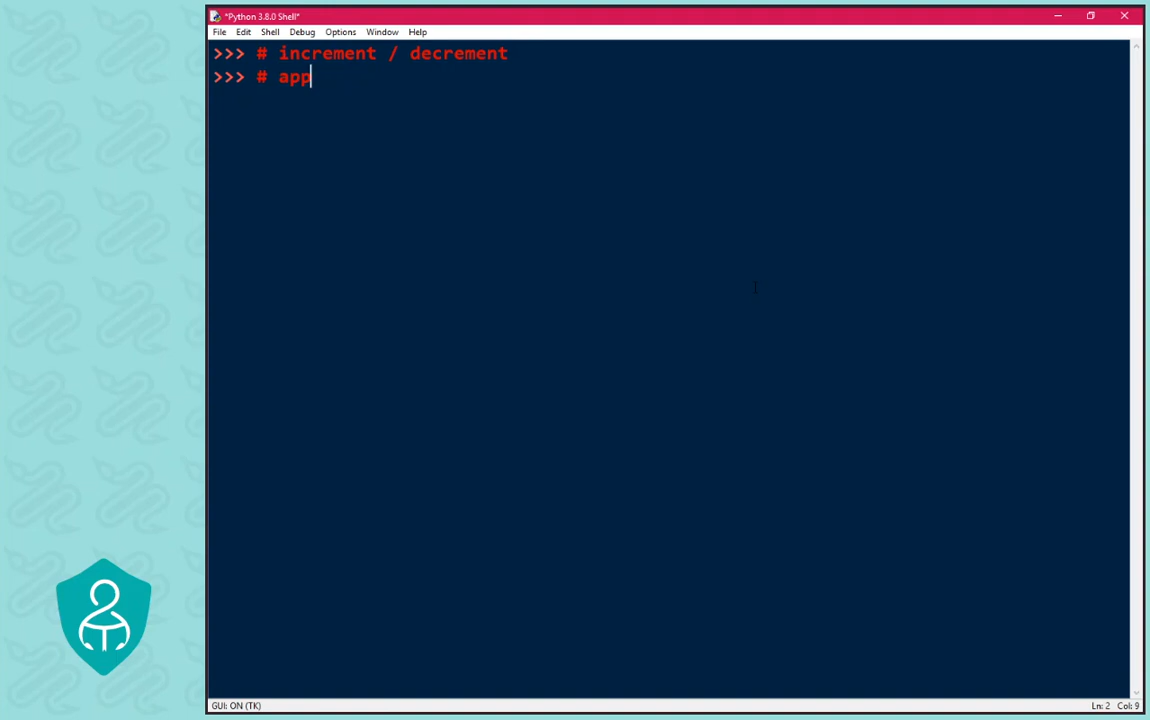 *Python 3.8.0 Shell*
File Edit Shell Debug Options Window Help
>>> # increment / decrement
>>> # app
GUI: ON (TK) Ln: 2 Col: 9